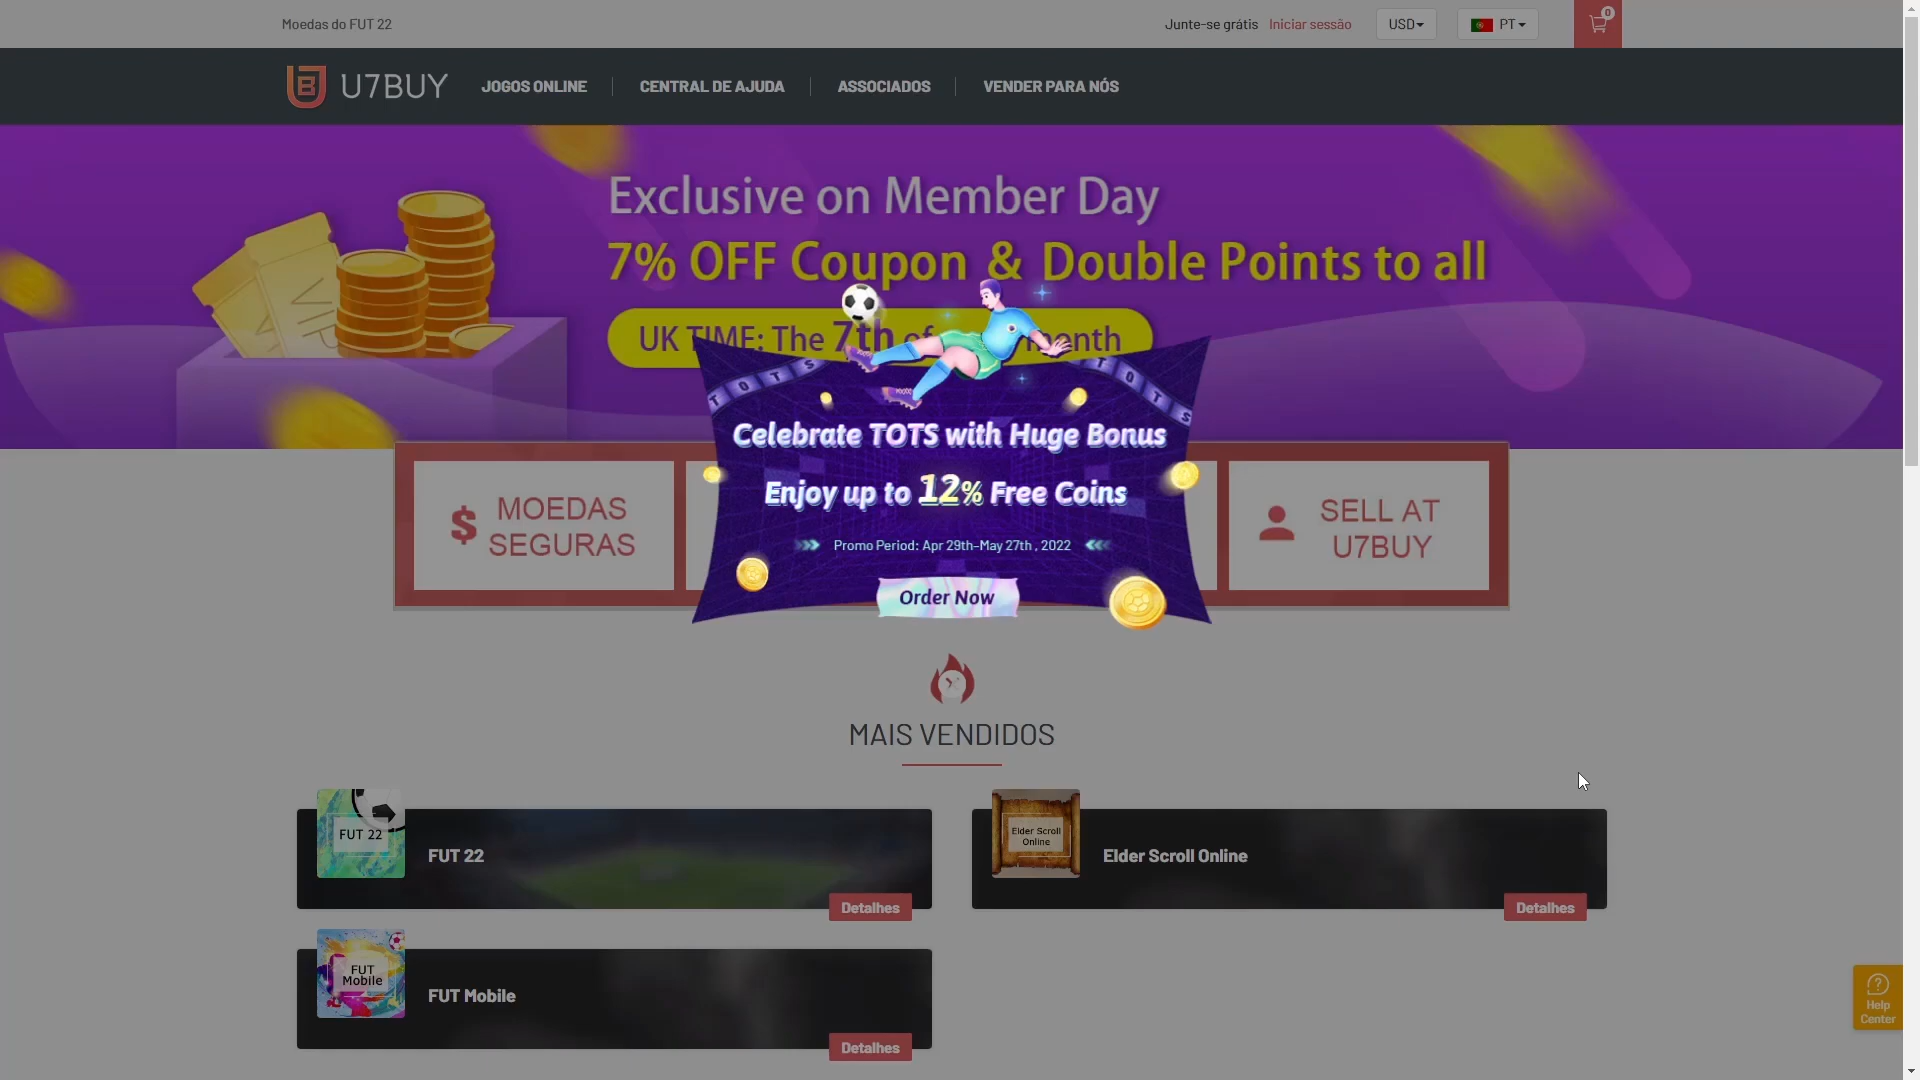 Moedas do FUT 22
Junte-se grátis Iniciar sessão USD PT 0
U7BUY JOGOS ONLINE CENTRAL DE AJUDA ASSOCIADOS VENDER PARA NÓS
Exclusive on Member Day
7% OFF Coupon & Double Points to all
UK TIME: The 7th of month
TOTS TOTS
Celebrate TOTS with Huge Bonus
Enjoy up to 12% Free Coins
Promo Period: Apr 29th-May 27th , 2022
Order Now
$ MOEDAS
SEGURAS
SELL AT
U7BUY
MAIS VENDIDOS
FUT 22
FUT 22
Detalhes
Elder Scroll
Online
Elder Scroll Online
Detalhes
FUT
Mobile
FUT Mobile
Detalhes
Help
Center